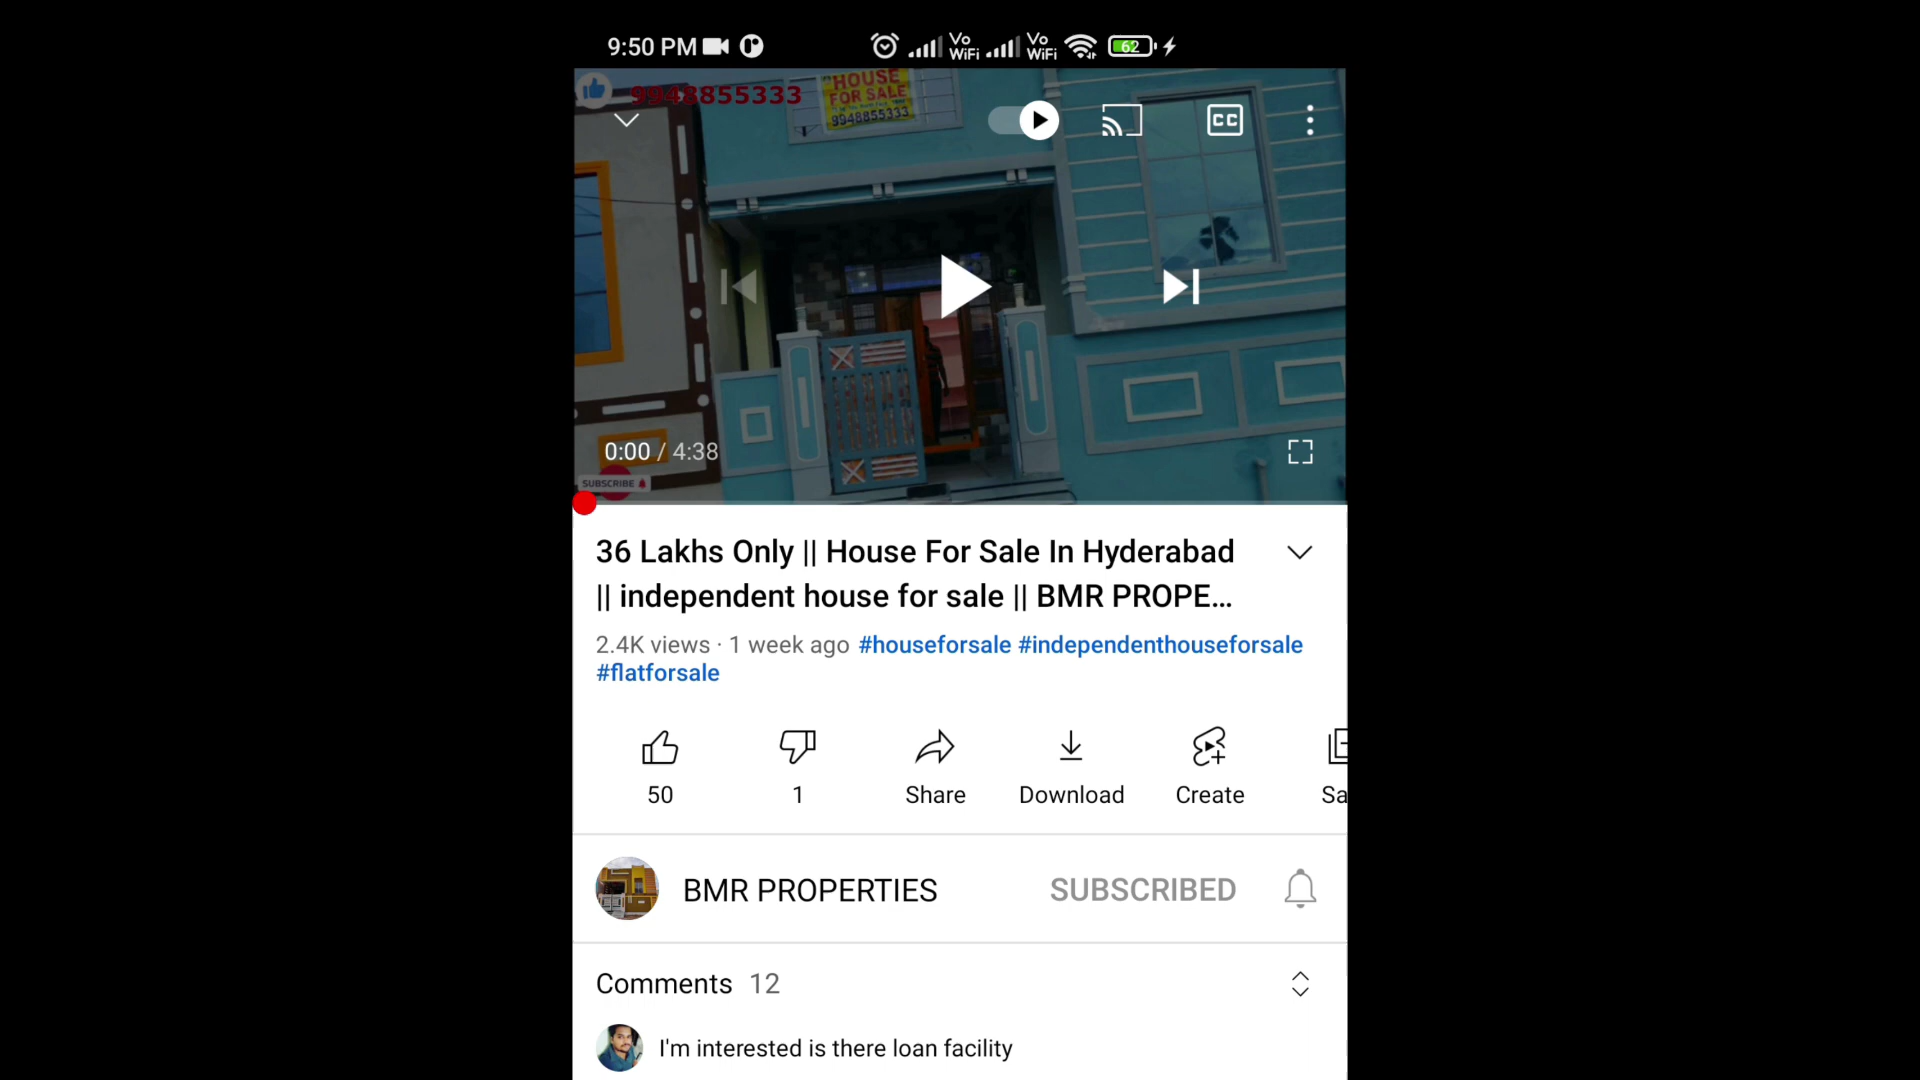 9:50 PM
Vo WiFi
Vo WiFi
62
9948855333
HOUSE
FOR SALE
9948855333
CC
0:00 / 4:38
SUBSCRIBE
36 Lakhs Only || House For Sale In Hyderabad
|| independent house for sale || BMR PROPE...
2.4K views · 1 week ago #houseforsale #independenthouseforsale
#flatforsale
50
1
Share
Download
Create
Sa
BMR PROPERTIES
SUBSCRIBED
Comments 12
I'm interested is there loan facility